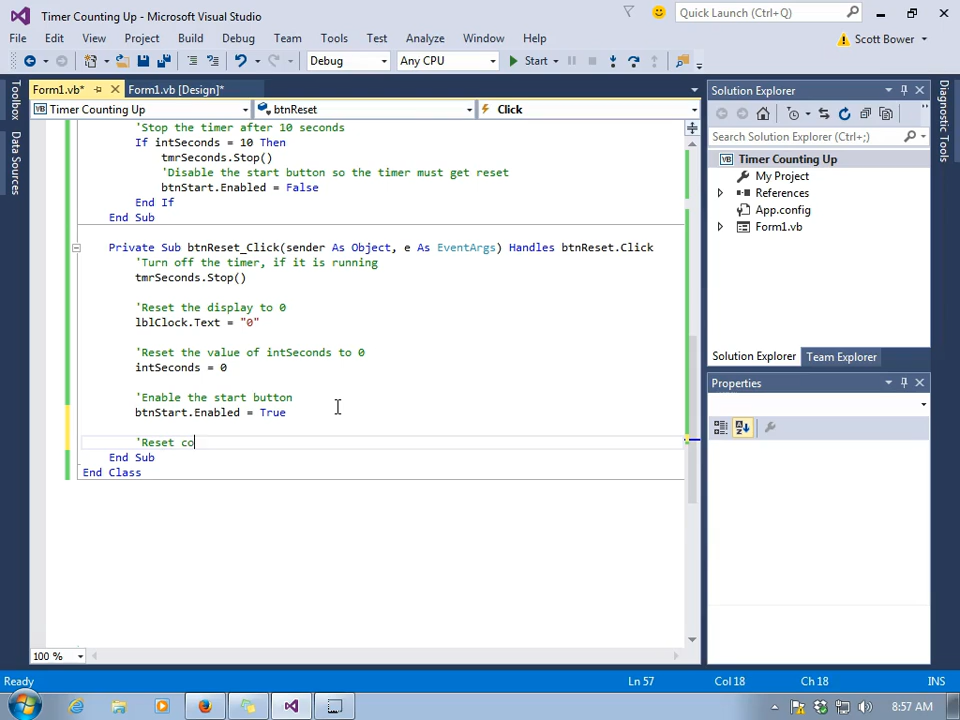 Timer Counting Up - Microsoft Visual Studio
Quick Launch (Ctrl+Q)
File Edit View Project Build Debug Team Tools Test Analyze Window Help
Scott Bower
Debug Any CPU Start
Form1.vb* Form1.vb [Design]*
Solution Explorer
Toolbox
Data Sources
Diagnostic Tools
Timer Counting Up btnReset Click
Search Solution Explorer (Ctrl+;)
'Stop the timer after 10 seconds
If intSeconds = 10 Then
tmrSeconds.Stop()
'Disable the start button so the timer must get reset
btnStart.Enabled = False
End If
End Sub
Private Sub btnReset_Click(sender As Object, e As EventArgs) Handles btnReset.Click
'Turn off the timer, if it is running
tmrSeconds.Stop()
'Reset the display to 0
lblClock.Text = "0"
'Reset the value of intSeconds to 0
intSeconds = 0
'Enable the start button
btnStart.Enabled = True
'Reset co
End Sub
End Class
Timer Counting Up
My Project
References
App.config
Form1.vb
Solution Explorer Team Explorer
Properties
100 %
Ready Ln 57 Col 18 Ch 18 INS
8:57 AM